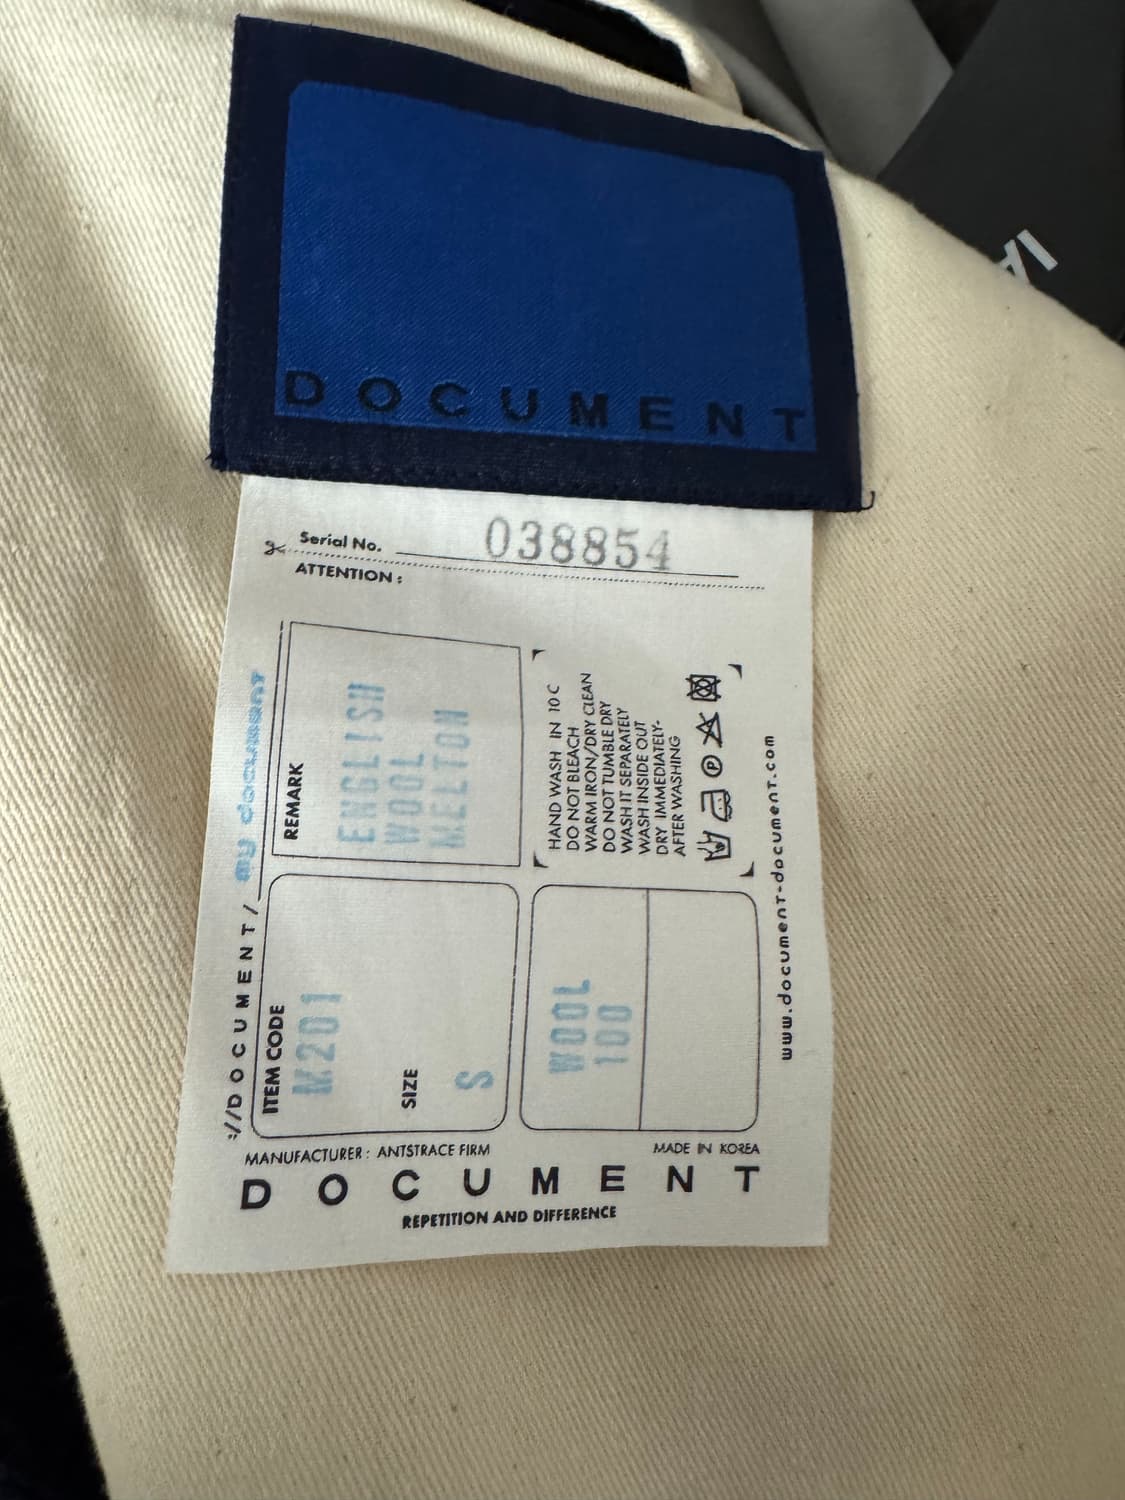 DOCUMENT
Serial No. 038854
ATTENTION :
://DOCUMENT/ my document
REMARK
ENGLISH
WOOL
MELTON
HAND WASH IN 10 C
DO NOT BLEACH
WARM IRON/DRY CLEAN
DO NOT TUMBLE DRY
WASH IT SEPARATELY
WASH INSIDE OUT
DRY IMMEDIATELY-
AFTER WASHING
ITEM CODE
M201
SIZE
S
WOOL
100
www.document-document.com
MANUFACTURER : ANTSTRACE FIRM
MADE IN KOREA
DOCUMENT
REPETITION AND DIFFERENCE